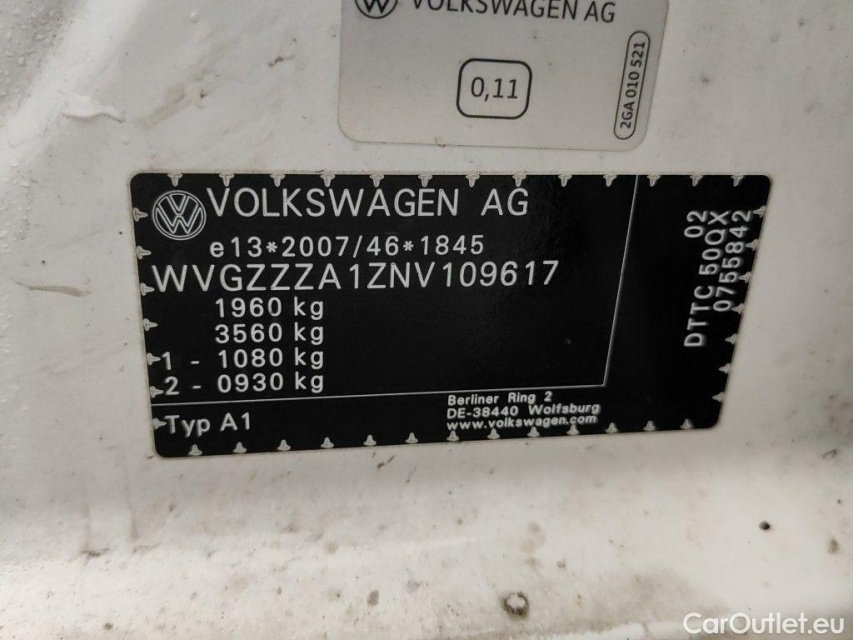 VOLKSWAGEN AG
0,11
2GA 010 521
VOLKSWAGEN AG
e13*2007/46*1845
WVGZZZA1ZNV109617
1960 kg
3560 kg
1 - 1080 kg
2 - 0930 kg
Typ A1
Berliner Ring 2
DE-38440 Wolfsburg
www.volkswagen.com
02
DTTC 50QX
0755842
CarOutlet.eu